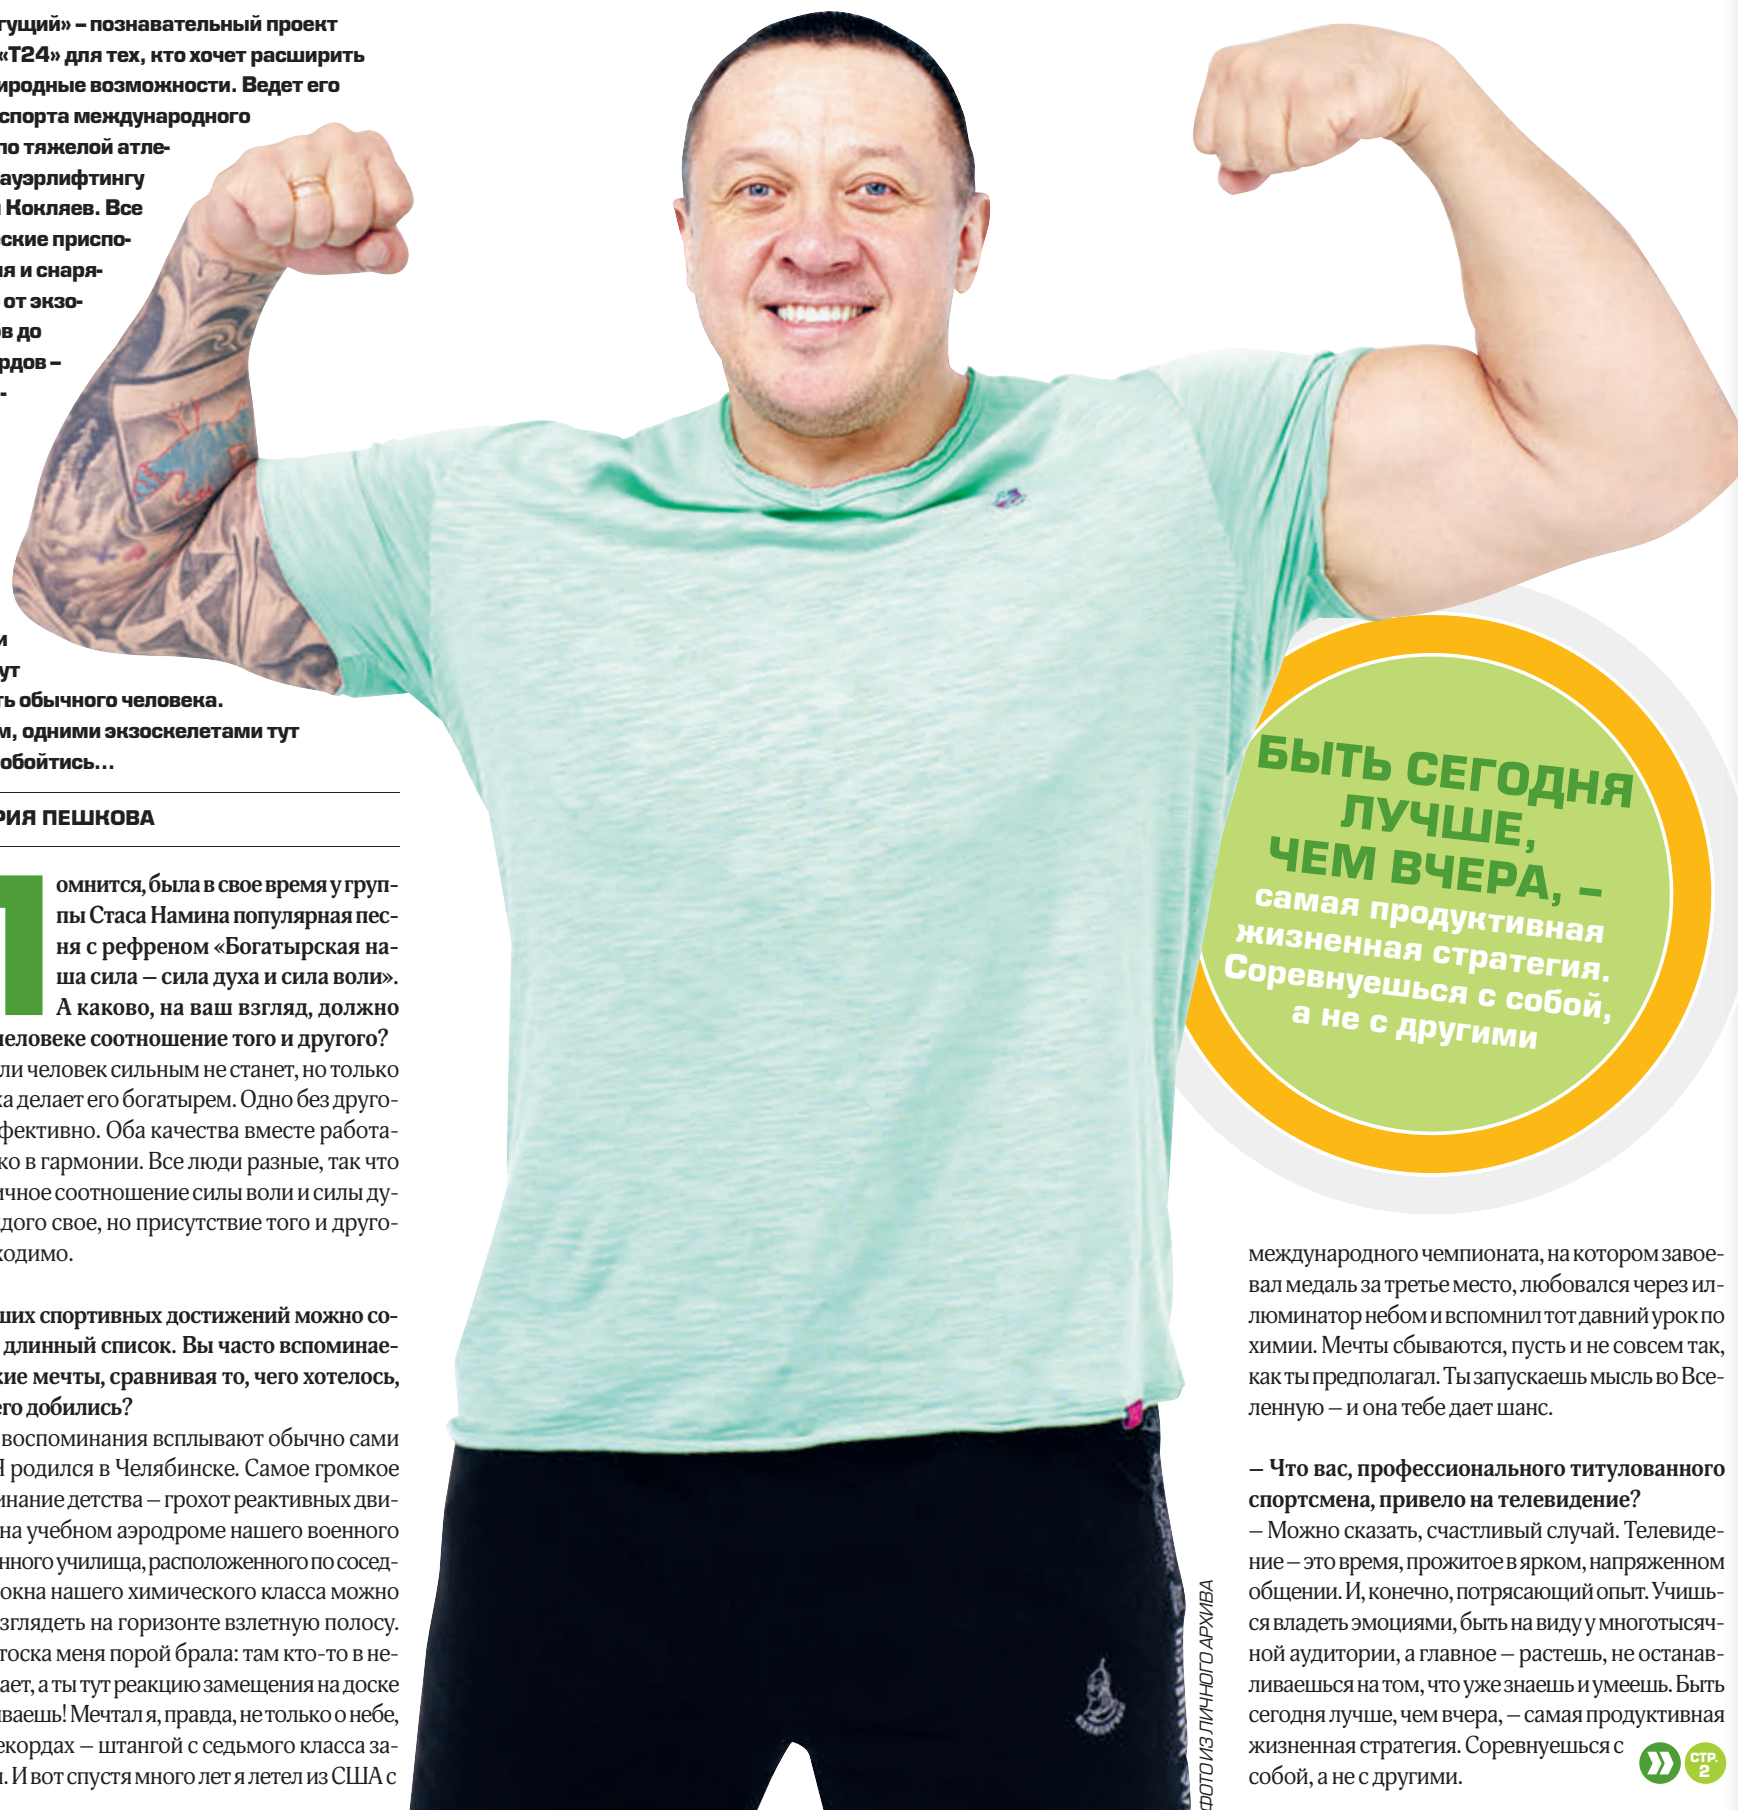 гущий» – познавательный проект
«Т24» для тех, кто хочет расширить
иродные возможности. Ведет его
спорта международного
по тяжелой атле-
ауэрлифтингу
Кокляев. Все
ские приспо-
ия и снаря-
от экзо-
ов до
рдов –
-
и
ут
ть обычного человека.
м, одними экзоскелетами тут
обойтись...
РИЯ ПЕШКОВА
Помнится, была в свое время у груп-
пы Стаса Намина популярная пес-
ня с рефреном «Богатырская на-
ша сила – сила духа и сила воли».
А каково, на ваш взгляд, должно
человеке соотношение того и другого?
ли человек сильным не станет, но только
ха делает его богатырем. Одно без друго-
фективно. Оба качества вместе работа-
ко в гармонии. Все люди разные, так что
ичное соотношение силы воли и силы ду-
дого свое, но присутствие того и друго-
ходимо.
ших спортивных достижений можно со-
длинный список. Вы часто вспоминае-
кие мечты, сравнивая то, чего хотелось,
его добились?
воспоминания всплывают обычно сами
Я родился в Челябинске. Самое громкое
инание детства – грохот реактивных дви-
на учебном аэродроме нашего военного
нного училища, расположенного по сосед-
окна нашего химического класса можно
зглядеть на горизонте взлетную полосу.
тоска меня порой брала: там кто-то в не-
ает, а ты тут реакцию замещения на доске
ваешь! Мечтал я, правда, не только о небе,
екордах – штангой с седьмого класса за-
. И вот спустя много лет я летел из США с
БЫТЬ СЕГОДНЯ
ЛУЧШЕ,
ЧЕМ ВЧЕРА, –
самая продуктивная
жизненная стратегия.
Соревнуешься с собой,
а не с другими
международного чемпионата, на котором завое-
вал медаль за третье место, любовался через ил-
люминатор небом и вспомнил тот давний урок по
химии. Мечты сбываются, пусть и не совсем так,
как ты предполагал. Ты запускаешь мысль во Все-
ленную – и она тебе дает шанс.
– Что вас, профессионального титулованного
спортсмена, привело на телевидение?
– Можно сказать, счастливый случай. Телевиде-
ние – это время, прожитое в ярком, напряженном
общении. И, конечно, потрясающий опыт. Учишь-
ся владеть эмоциями, быть на виду у многотысяч-
ной аудитории, а главное – растешь, не останав-
ливаешься на том, что уже знаешь и умеешь. Быть
сегодня лучше, чем вчера, – самая продуктивная
жизненная стратегия. Соревнуешься с
собой, а не с другими.
СТР.
2
ФОТО ИЗ ЛИЧНОГО АРХИВА